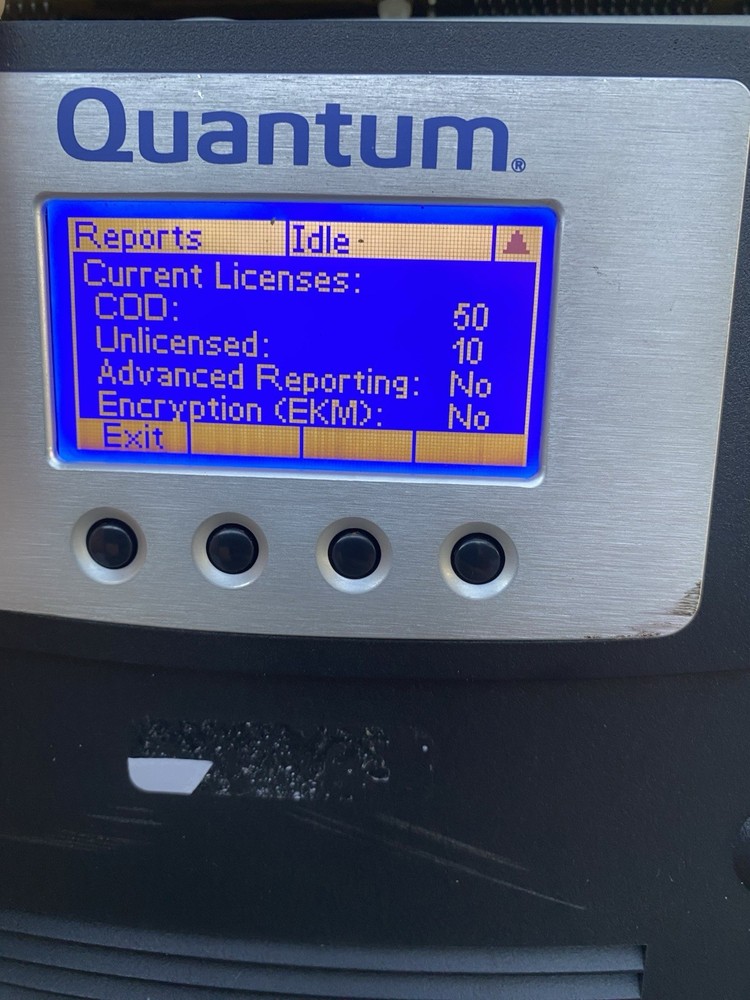 Quantum®
Reports Idle
Current Licenses:
COD: 50
Unlicensed: 10
Advanced Reporting: No
Encryption (EKM): No
Exit